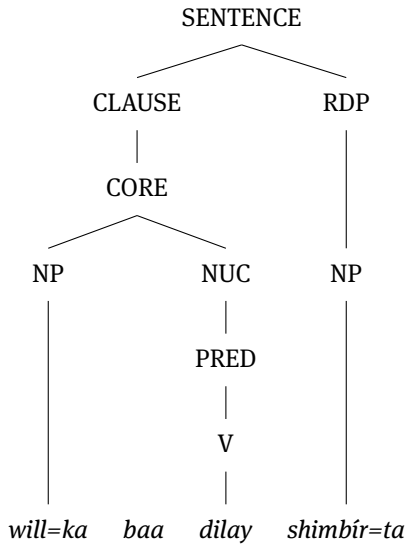 SENTENCE
CLAUSE RDP
CORE
NP NUC NP
PRED
V
will=ka baa dilay shimbír=ta